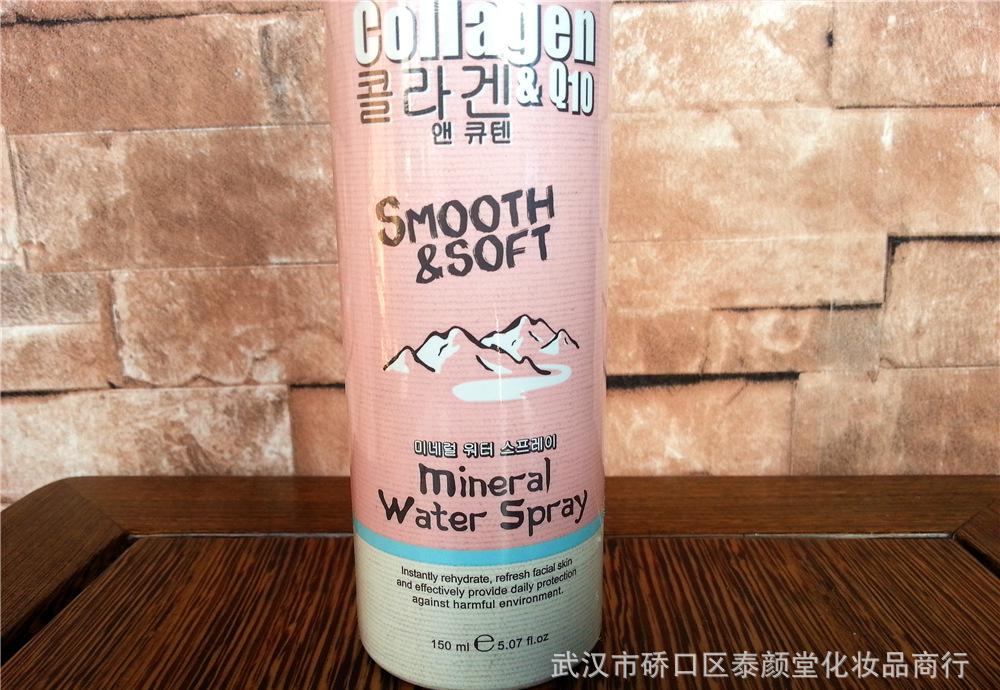 Collagen
콜라겐 & Q10
앤 큐텐
SMOOTH
&SOFT
미네럴 워터 스프레이
mineral
Water Spray
Instantly rehydrate, refresh facial skin
and effectively provide daily protection
against harmful environment.
150 ml ℮ 5.07 fl.oz
武汉市硚口区泰颜堂化妆品商行